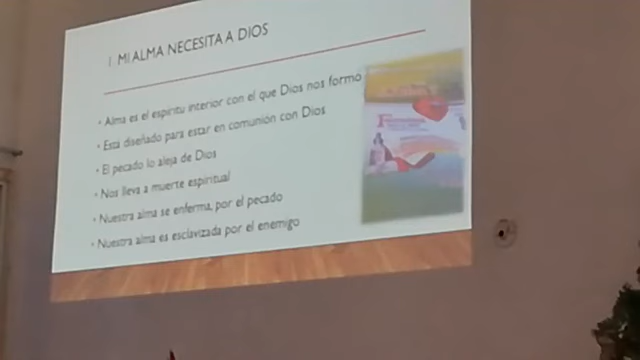 1 MI ALMA NECESITA A DIOS
• Alma es el espíritu interior con el que Dios nos formó
• Esta diseñado para estar en comunión con Dios
• El pecado lo aleja de Dios
• Nos lleva a muerte espiritual
• Nuestra alma se enferma, por el pecado
• Nuestra alma es esclavizada por el enemigo